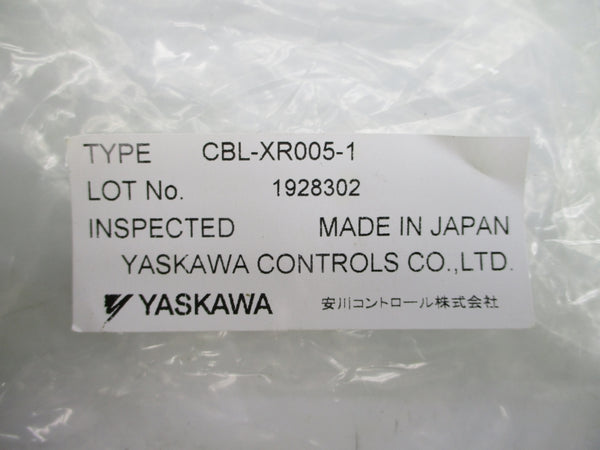 TYPE CBL-XR005-1
LOT No. 1928302
INSPECTED MADE IN JAPAN
YASKAWA CONTROLS CO.,LTD.
YASKAWA 安川コントロール株式会社